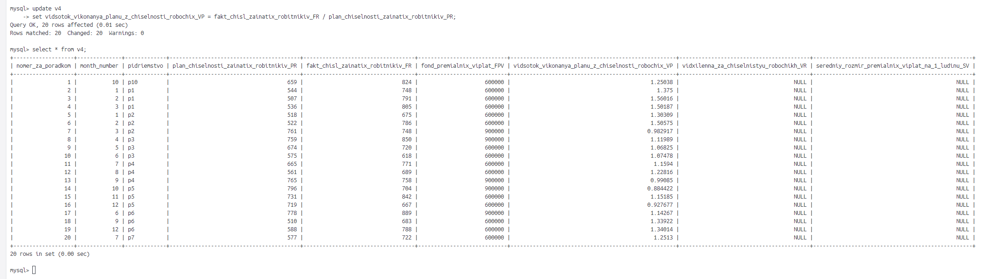 mysql> update v4
    -> set vidsotok_vikonanya_planu_z_chiselnosti_robochix_VP = fakt_chisl_zainatix_robitnikiv_FR / plan_chiselnosti_zainatix_robitnikiv_PR;
Query OK, 20 rows affected (0.01 sec)
Rows matched: 20  Changed: 20  Warnings: 0
mysql> select * from v4;
| nomer_za_poradkom | month_number | pidriemstvo | plan_chiselnosti_zainatix_robitnikiv_PR | fakt_chisl_zainatix_robitnikiv_FR | fond_premialnix_viplat_FPV | vidsotok_vikonanya_planu_z_chiselnosti_robochix_VP | vidxilenna_za_chiselnistyu_robochikh_VR | seredniy_rozmir_premialnix_viplat_na_1_ludinu_SV |
| 1 | 10 | p10 | 659 | 824 | 600000 | 1.25038 | NULL | NULL |
| 2 | 1 | p1 | 544 | 748 | 600000 | 1.375 | NULL | NULL |
| 3 | 2 | p1 | 507 | 791 | 600000 | 1.56016 | NULL | NULL |
| 4 | 3 | p1 | 536 | 805 | 600000 | 1.50187 | NULL | NULL |
| 5 | 1 | p2 | 518 | 675 | 600000 | 1.30309 | NULL | NULL |
| 6 | 2 | p2 | 522 | 786 | 600000 | 1.50575 | NULL | NULL |
| 7 | 3 | p2 | 761 | 748 | 900000 | 0.982917 | NULL | NULL |
| 8 | 4 | p3 | 759 | 850 | 900000 | 1.11989 | NULL | NULL |
| 9 | 5 | p3 | 674 | 720 | 600000 | 1.06825 | NULL | NULL |
| 10 | 6 | p3 | 575 | 618 | 600000 | 1.07478 | NULL | NULL |
| 11 | 7 | p4 | 665 | 771 | 600000 | 1.1594 | NULL | NULL |
| 12 | 8 | p4 | 561 | 689 | 600000 | 1.22816 | NULL | NULL |
| 13 | 9 | p4 | 765 | 758 | 900000 | 0.99085 | NULL | NULL |
| 14 | 10 | p5 | 796 | 704 | 900000 | 0.884422 | NULL | NULL |
| 15 | 11 | p5 | 731 | 842 | 600000 | 1.15185 | NULL | NULL |
| 16 | 12 | p5 | 719 | 667 | 600000 | 0.927677 | NULL | NULL |
| 17 | 6 | p6 | 778 | 889 | 900000 | 1.14267 | NULL | NULL |
| 18 | 9 | p6 | 510 | 683 | 600000 | 1.33922 | NULL | NULL |
| 19 | 12 | p6 | 588 | 788 | 600000 | 1.34014 | NULL | NULL |
| 20 | 7 | p7 | 577 | 722 | 600000 | 1.2513 | NULL | NULL |
20 rows in set (0.00 sec)
mysql>